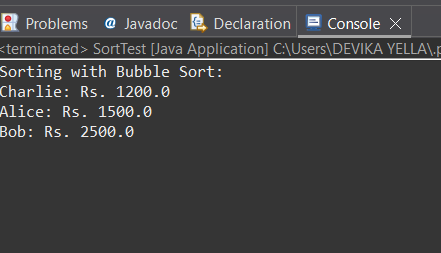 Problems @ Javadoc Declaration Console
<terminated> SortTest [Java Application] C:\Users\DEVIKA YELLA\.p
Sorting with Bubble Sort:
Charlie: Rs. 1200.0
Alice: Rs. 1500.0
Bob: Rs. 2500.0